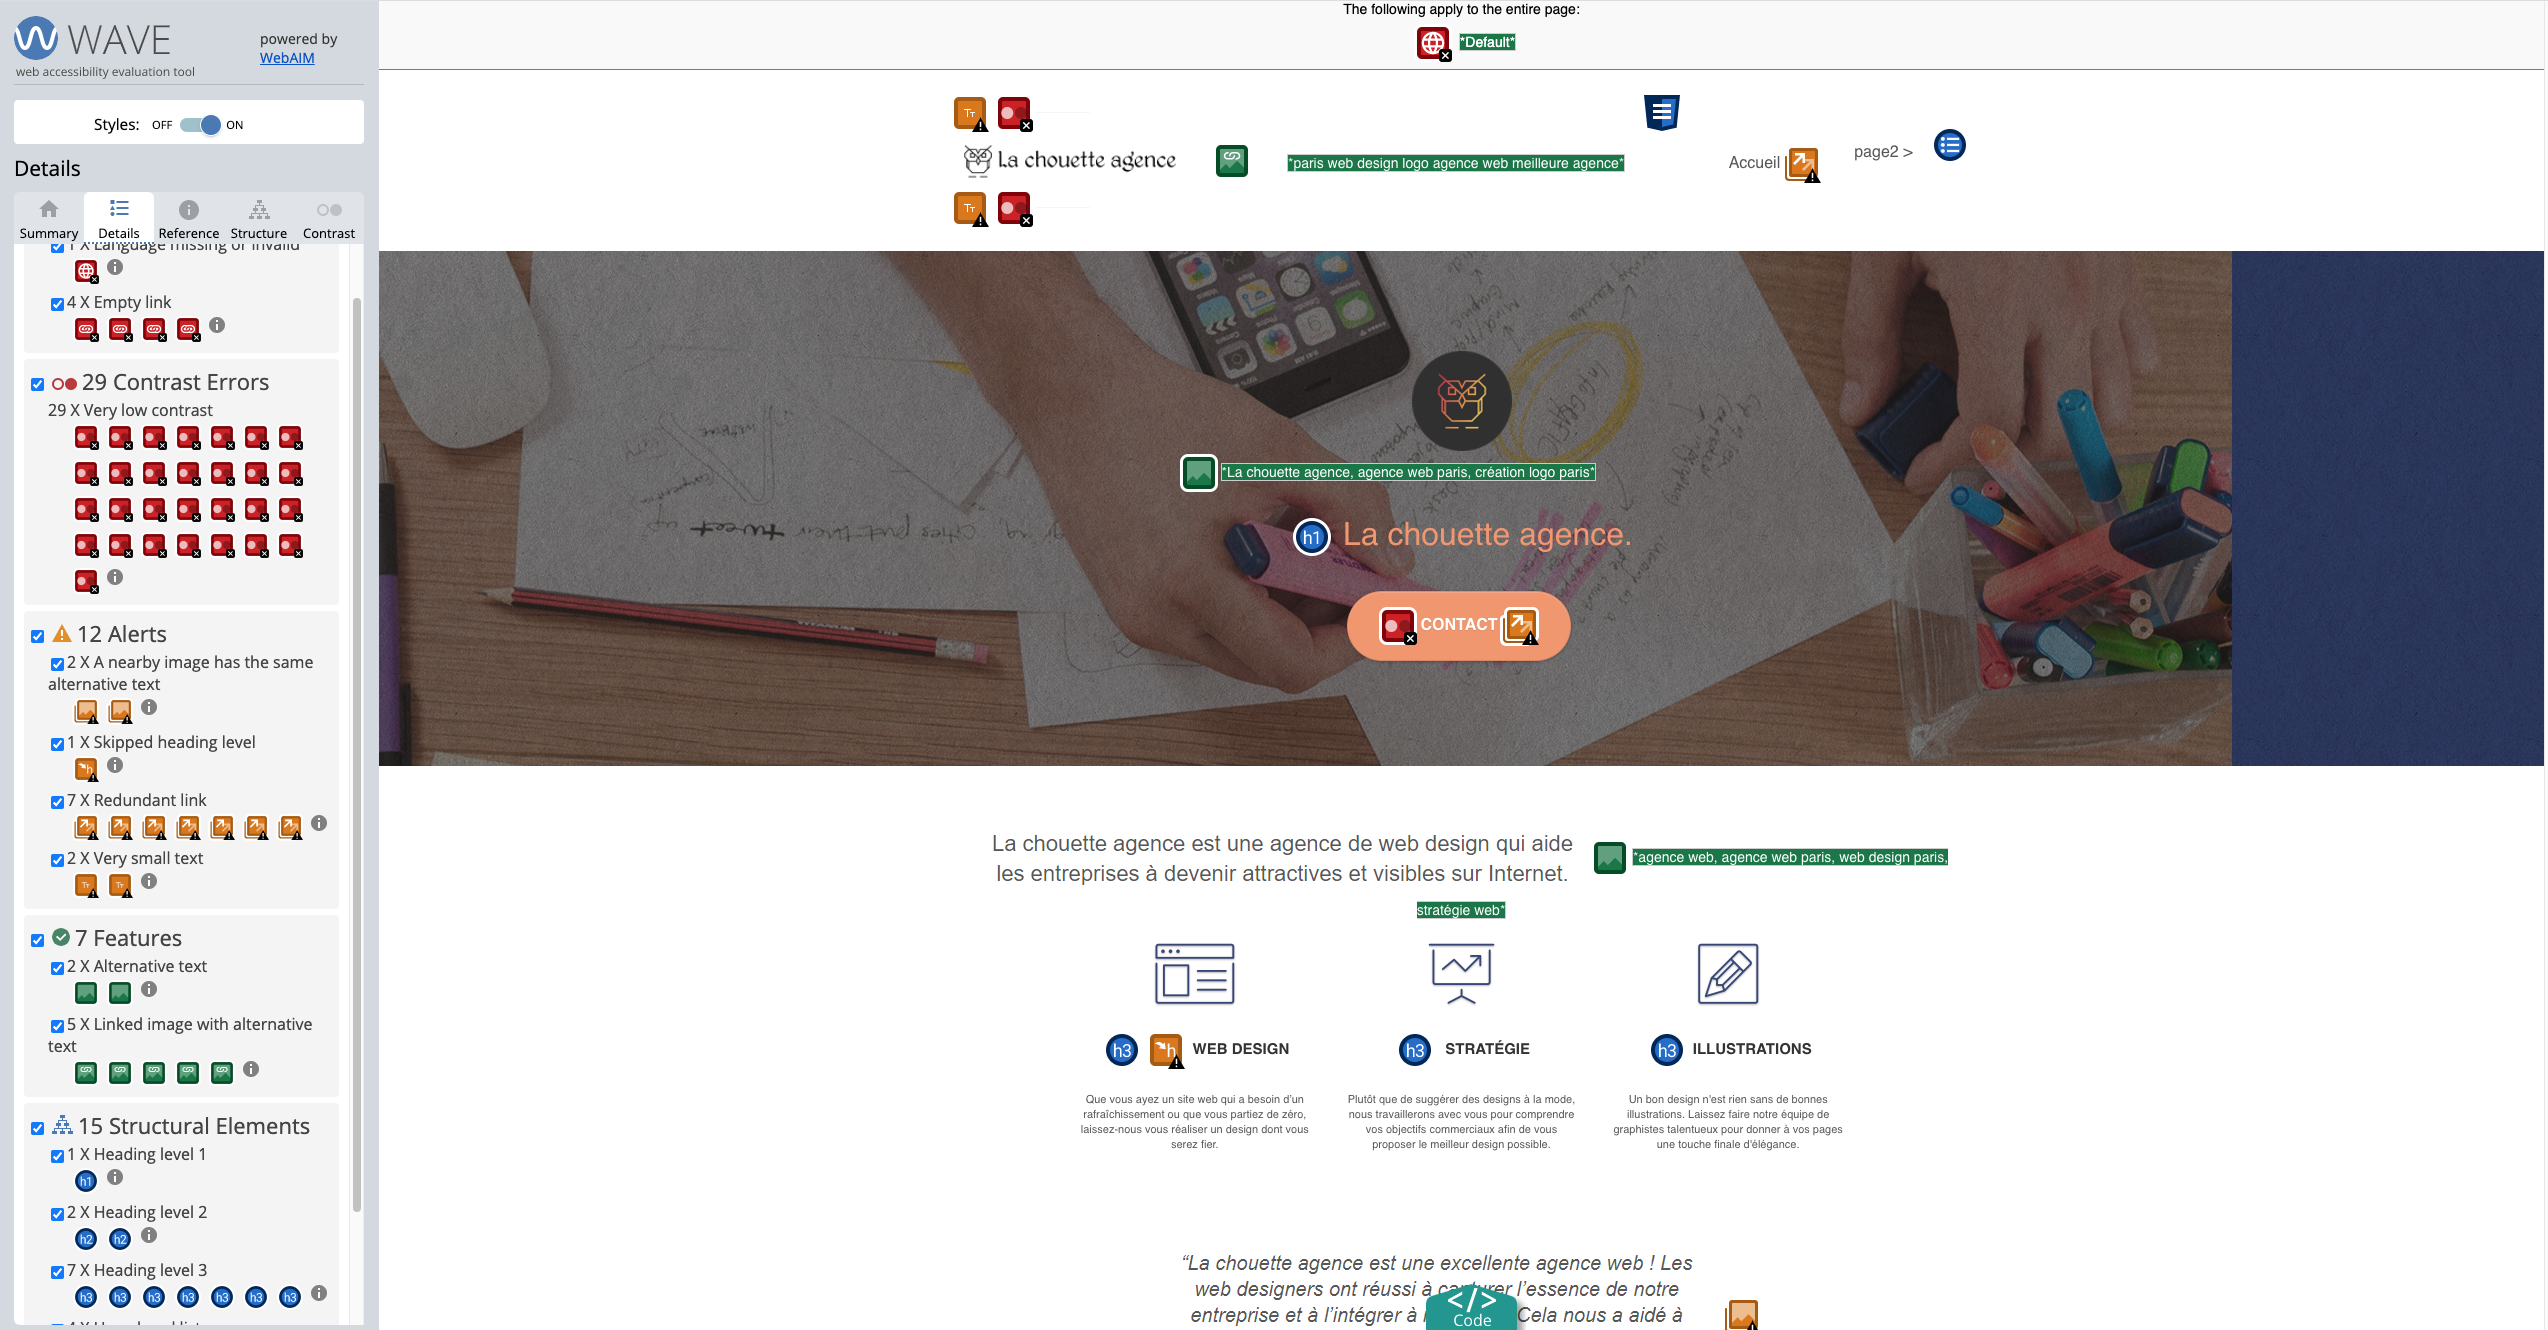 WAVE
powered by
WebAIM
web accessibility evaluation tool
Styles: OFF ON
Details
Summary
Details
Reference
Structure
Contrast
1 X Language missing or invalid
4 X Empty link
29 Contrast Errors
29 X Very low contrast
12 Alerts
2 X A nearby image has the same
alternative text
1 X Skipped heading level
7 X Redundant link
2 X Very small text
7 Features
2 X Alternative text
5 X Linked image with alternative
text
15 Structural Elements
1 X Heading level 1
h1
2 X Heading level 2
h2 h2
7 X Heading level 3
h3 h3 h3 h3 h3 h3 h3
The following apply to the entire page:
*Default*
La chouette agence
*paris web design logo agence web meilleure agence*
Accueil
page2 >
*La chouette agence, agence web paris, création logo paris*
h1 La chouette agence.
CONTACT
La chouette agence est une agence de web design qui aide
les entreprises à devenir attractives et visibles sur Internet.
*agence web, agence web paris, web design paris,
stratégie web*
h3 h WEB DESIGN
Que vous ayez un site web qui a besoin d'un
rafraîchissement ou que vous partiez de zéro,
laissez-nous vous réaliser un design dont vous
serez fier.
h3 STRATÉGIE
Plutôt que de suggérer des designs à la mode,
nous travaillerons avec vous pour comprendre
vos objectifs commerciaux afin de vous
proposer le meilleur design possible.
h3 ILLUSTRATIONS
Un bon design n'est rien sans de bonnes
illustrations. Laissez faire notre équipe de
graphistes talentueux pour donner à vos pages
une touche finale d'élégance.
“La chouette agence est une excellente agence web ! Les
web designers ont réussi à capturer l’essence de notre
entreprise et à l’intégrer à Cela nous a aidé à
</> Code